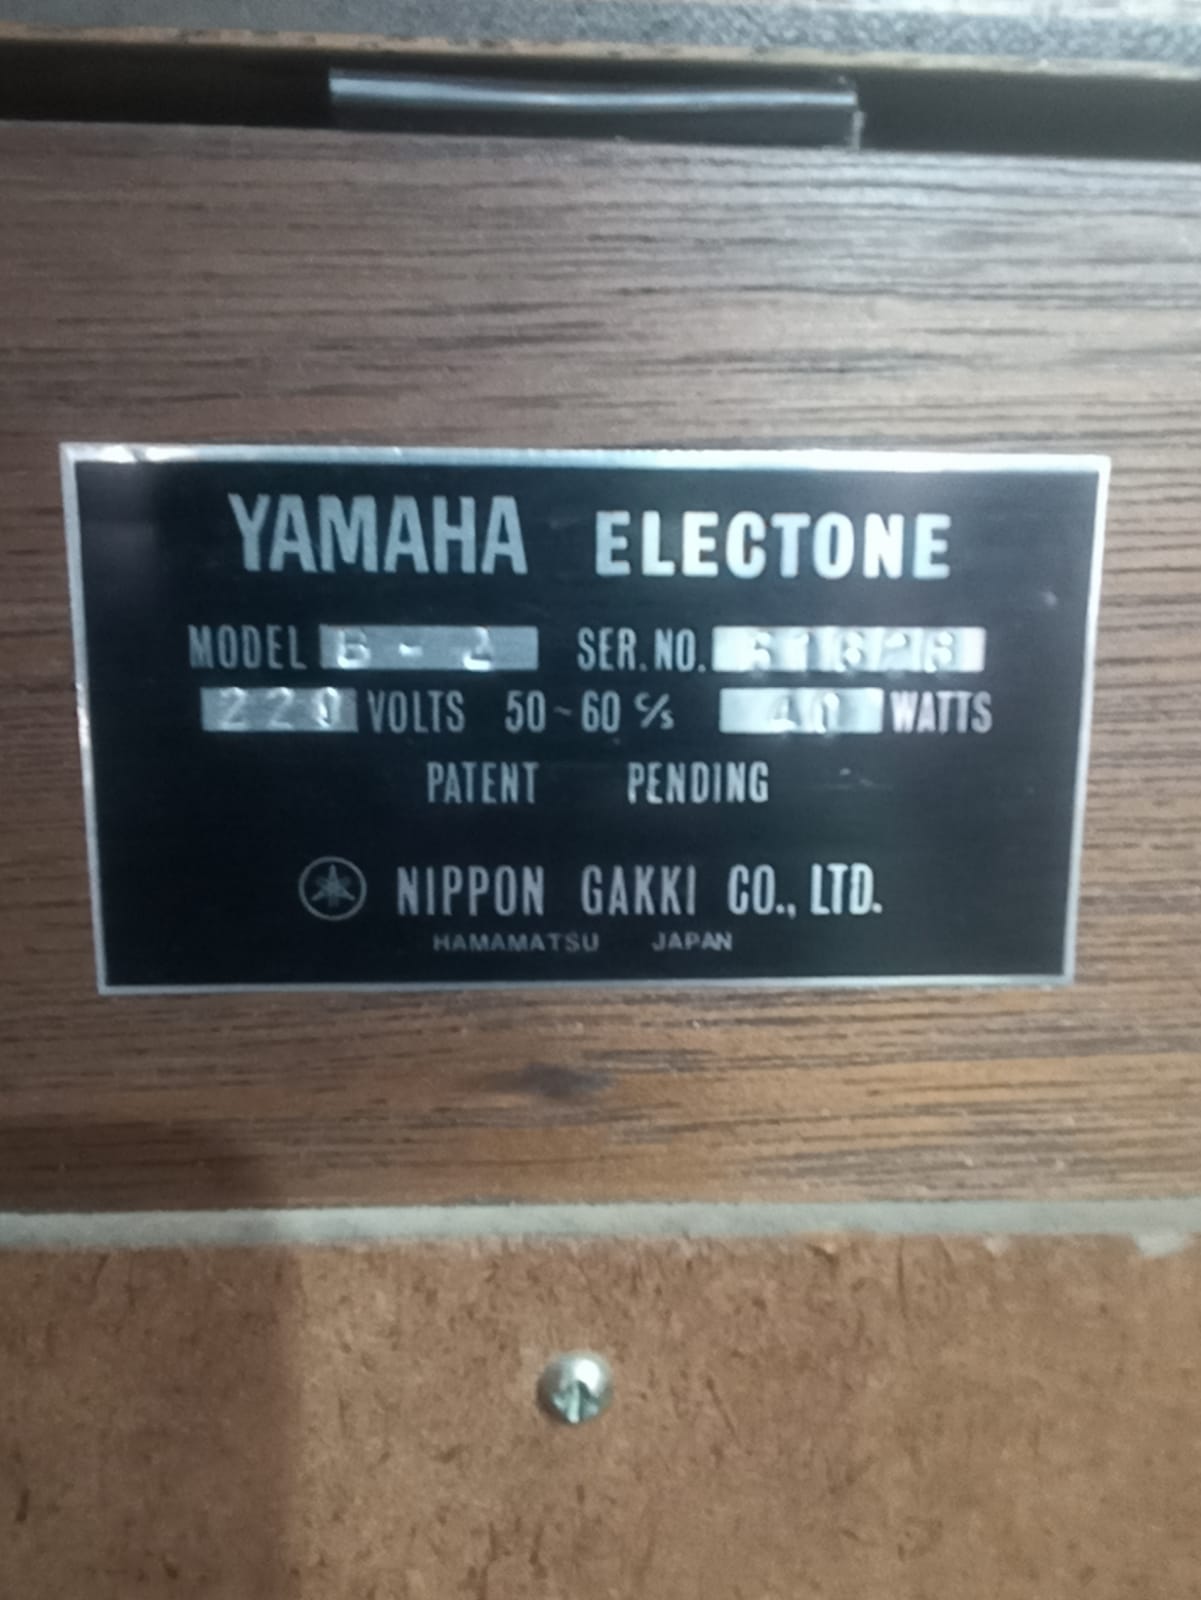 YAMAHA ELECTONE
MODEL B-4 SER. NO.
220 VOLTS 50~60 c/s 40 WATTS
PATENT PENDING
NIPPON GAKKI CO., LTD.
HAMAMATSU JAPAN